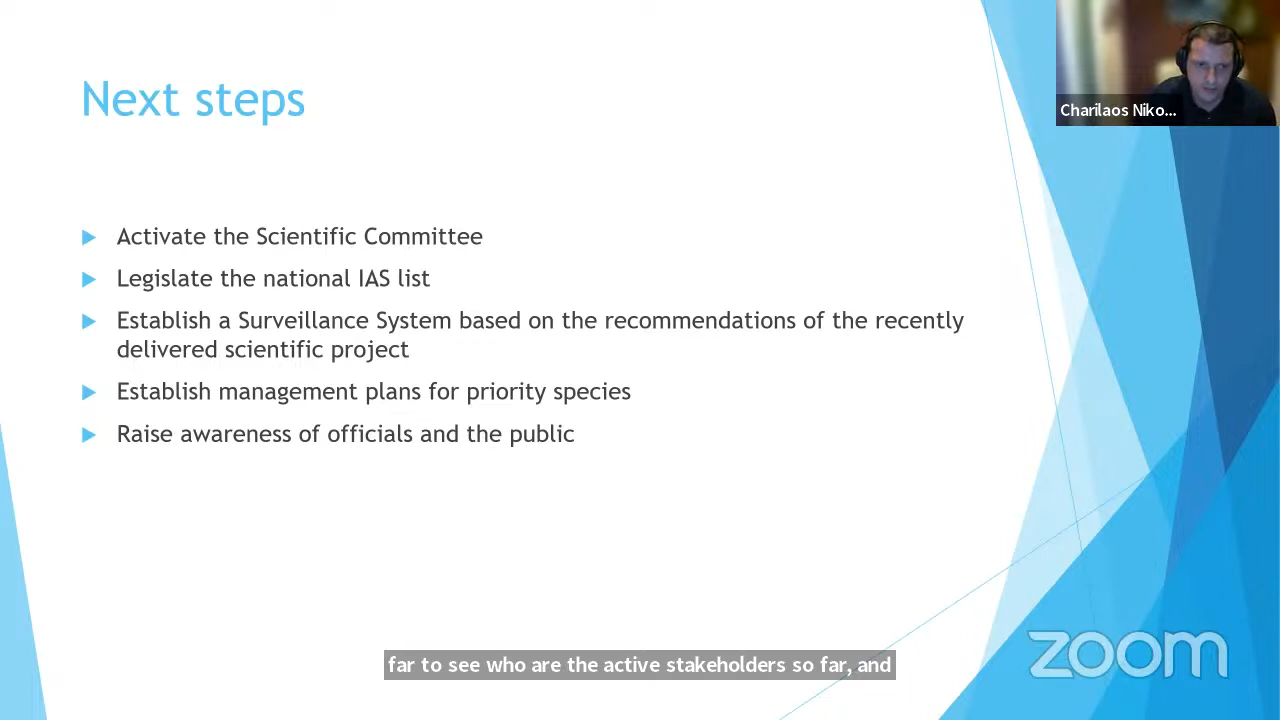 Next steps
Charilaos Niko...
Activate the Scientific Committee
Legislate the national IAS list
Establish a Surveillance System based on the recommendations of the recently
delivered scientific project
Establish management plans for priority species
Raise awareness of officials and the public
far to see who are the active stakeholders so far, and
zoom